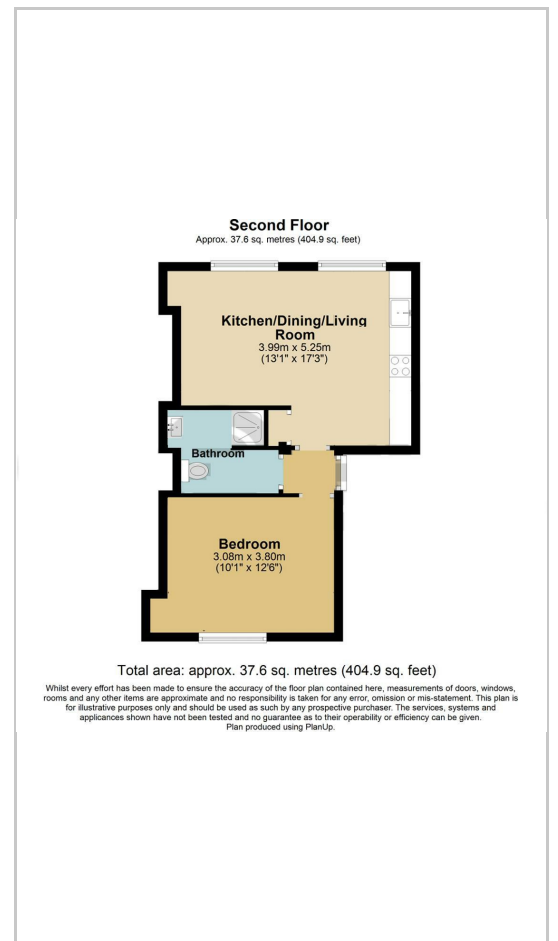 Second Floor
Approx. 37.6 sq. metres (404.9 sq. feet)
Kitchen/Dining/Living
Room
3.99m x 5.25m
(13'1" x 17'3")
Bathroom
Bedroom
3.08m x 3.80m
(10'1" x 12'6")
Total area: approx. 37.6 sq. metres (404.9 sq. feet)
Whilst every effort has been made to ensure the accuracy of the floor plan contained here, measurements of doors, windows,
rooms and any other items are approximate and no responsibility is taken for any error, omission or mis-statement. This plan is
for illustrative purposes only and should be used as such by any prospective purchaser. The services, systems and
applicances shown have not been tested and no guarantee as to their operability or efficiency can be given.
Plan produced using PlanUp.